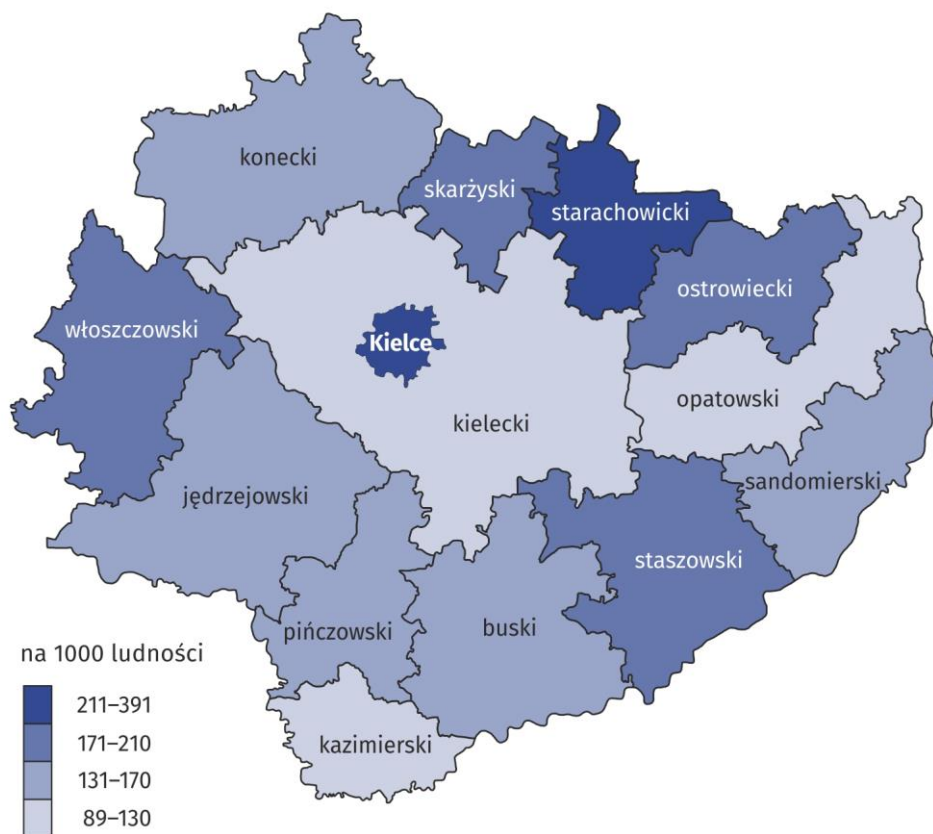 konecki
skarżyski
starachowicki
ostrowiecki
włoszczowski
Kielce
opatowski
kielecki
sandomierski
jędrzejowski
staszowski
pińczowski
buski
kazimierski
na 1000 ludności
211–391
171–210
131–170
89–130